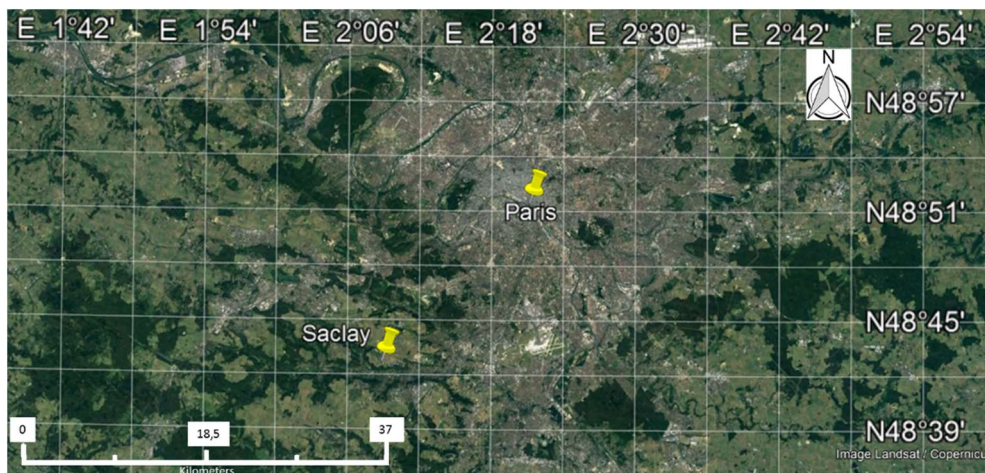 E 1°42' E 1°54' E 2°06' E 2°18' E 2°30' E 2°42' E 2°54'
N
N48°57'
Paris
N48°51'
Saclay
N48°45'
0 18,5 37
N48°39'
Kilometers
Image Landsat / Copernicu